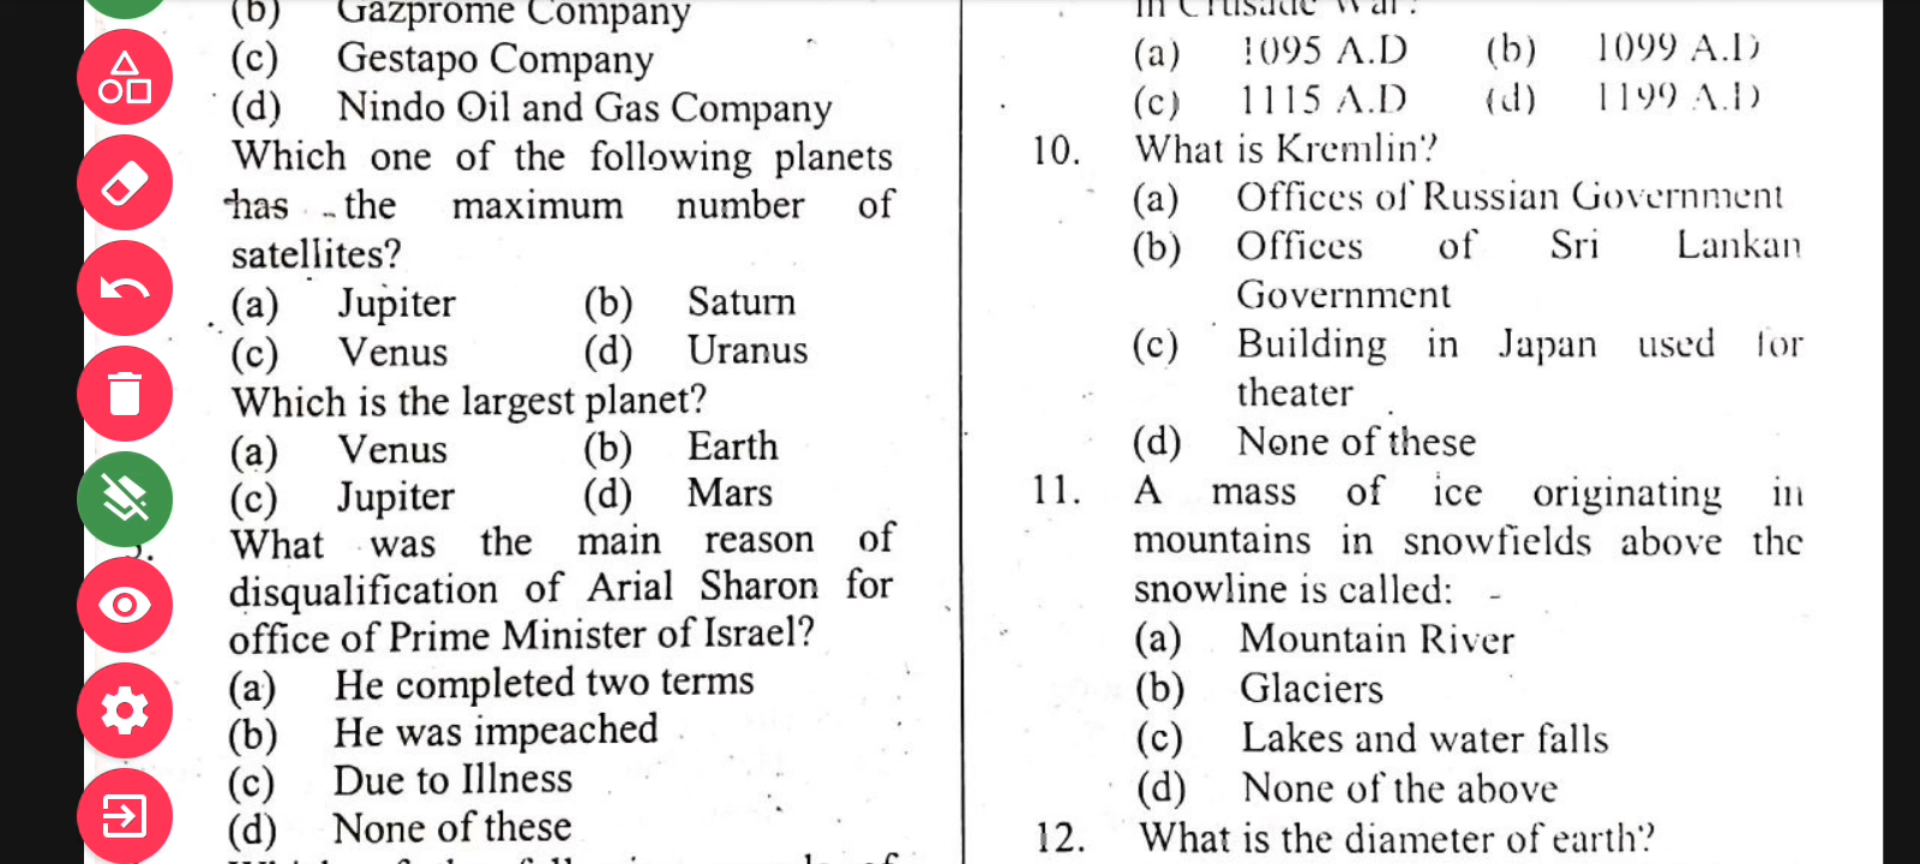 (b) Gazprome Company
(c) Gestapo Company
(d) Nindo Oil and Gas Company
Which one of the following planets
has the maximum number of
satellites?
(a) Jupiter (b) Saturn
(c) Venus (d) Uranus
Which is the largest planet?
(a) Venus (b) Earth
(c) Jupiter (d) Mars
What was the main reason of
disqualification of Arial Sharon for
office of Prime Minister of Israel?
(a) He completed two terms
(b) He was impeached
(c) Due to Illness
(d) None of these
in Crusade War?
(a) 1095 A.D (b) 1099 A.D
(c) 1115 A.D (d) 1199 A.D
10. What is Kremlin?
(a) Offices of Russian Government
(b) Offices of Sri Lankan
Government
(c) Building in Japan used for
theater
(d) None of these
11. A mass of ice originating in
mountains in snowfields above the
snowline is called:
(a) Mountain River
(b) Glaciers
(c) Lakes and water falls
(d) None of the above
12. What is the diameter of earth?